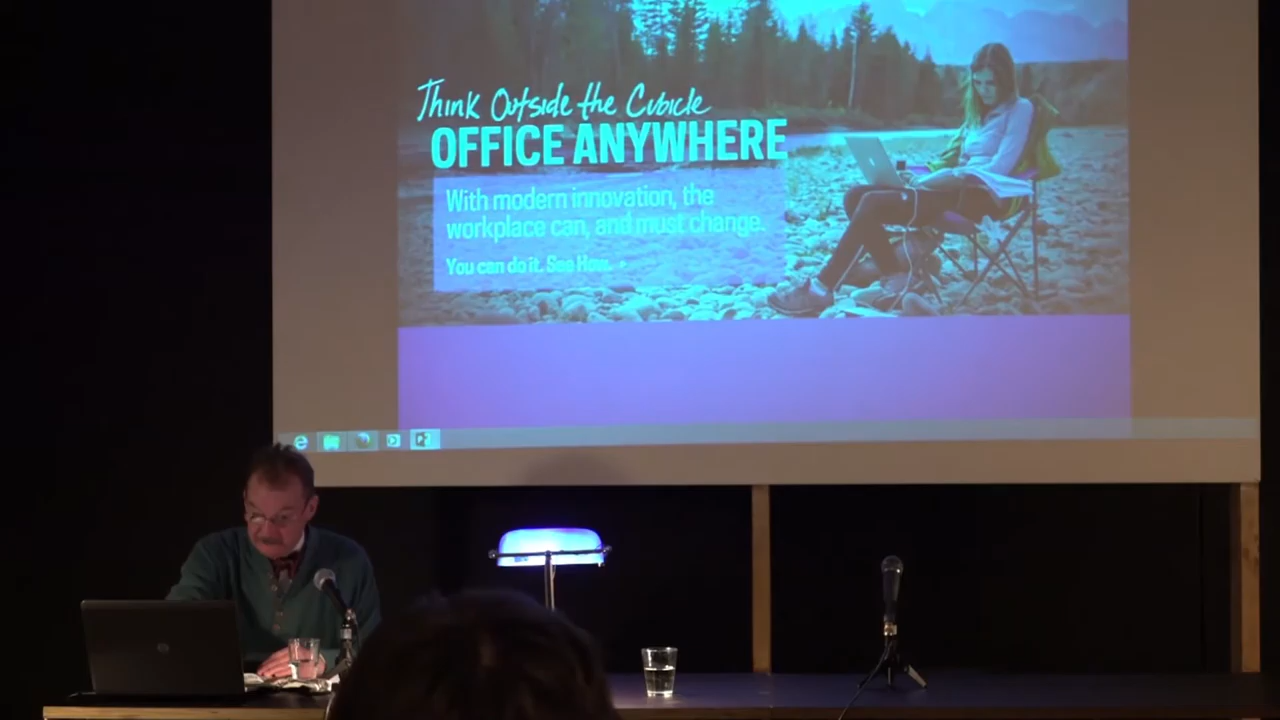 Think Outside the Cubicle
OFFICE ANYWHERE
With modern innovation, the
workplace can, and must change.
You can do it. See How.